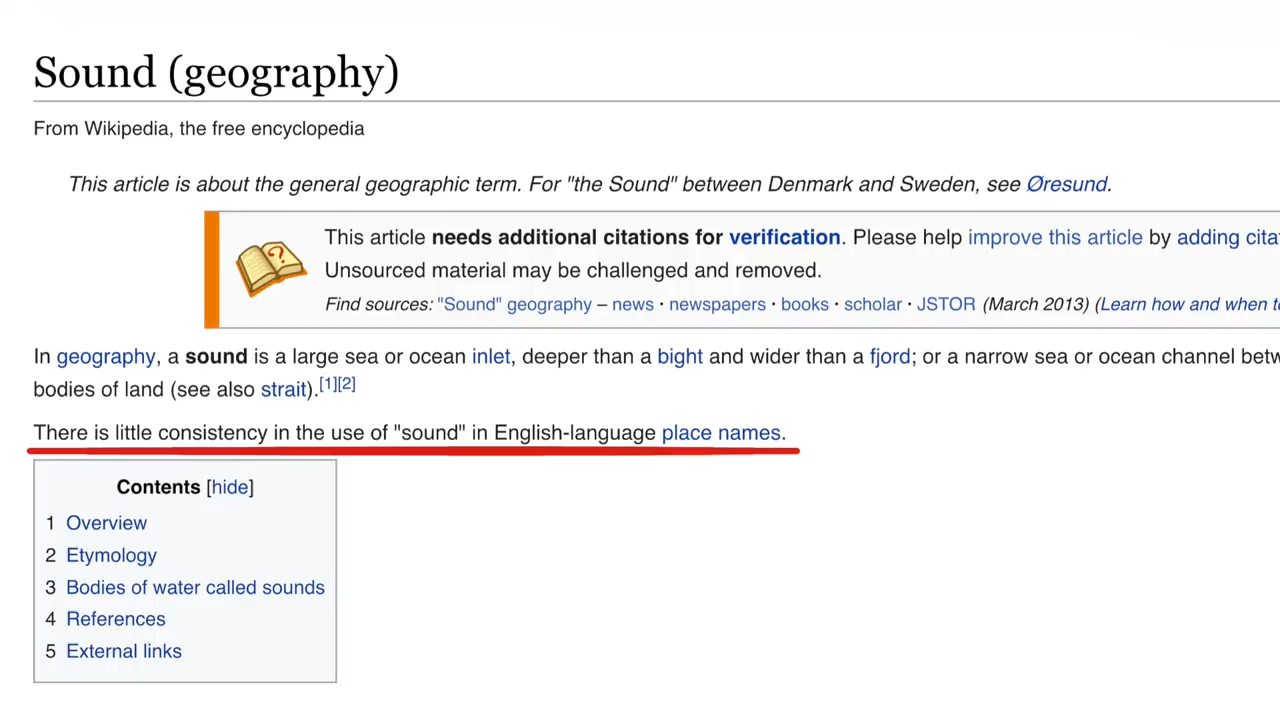 Sound (geography)
From Wikipedia, the free encyclopedia
This article is about the general geographic term. For "the Sound" between Denmark and Sweden, see Øresund.
This article needs additional citations for verification. Please help improve this article by adding
Unsourced material may be challenged and removed.
Find sources: "Sound" geography – news · newspapers · books · scholar · JSTOR (March 2013) (Learn how and when
In geography, a sound is a large sea or ocean inlet, deeper than a bight and wider than a fjord; or a narrow sea or ocean channel
bodies of land (see also strait).[1][2]
There is little consistency in the use of "sound" in English-language place names.
Contents [hide]
1 Overview
2 Etymology
3 Bodies of water called sounds
4 References
5 External links